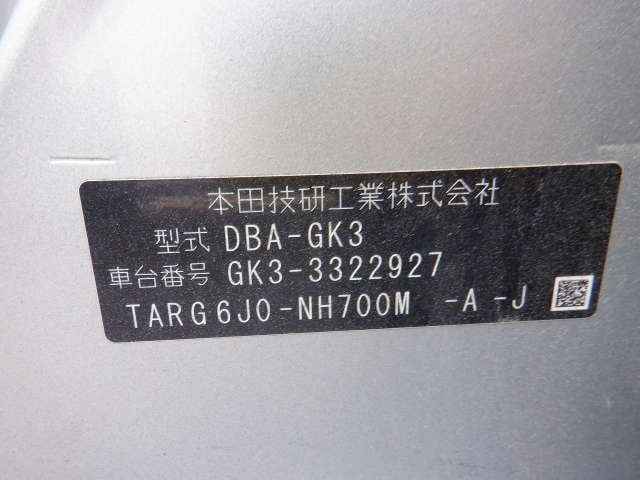 本田技研工業株式会社
型式 DBA-GK3
車台番号 GK3-3322927
TARG6J0-NH700M -A-J